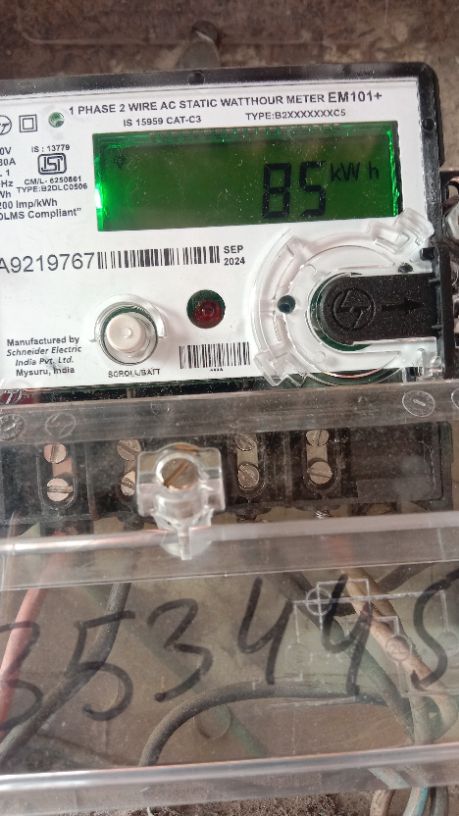 1 PHASE 2 WIRE AC STATIC WATTHOUR METER EM101+
IS 15959 CAT-C3 TYPE:B2XXXXXXXC5
IS : 13779
CM/L- 6250861
TYPE:B2DLC0506
200 Imp/kWh
DLMS Compliant"
85 kWh
A9219767
SEP
2024
Manufactured by
Schneider Electric
India Pvt. Ltd.
Mysuru, India
SCROLL/BATT
353445